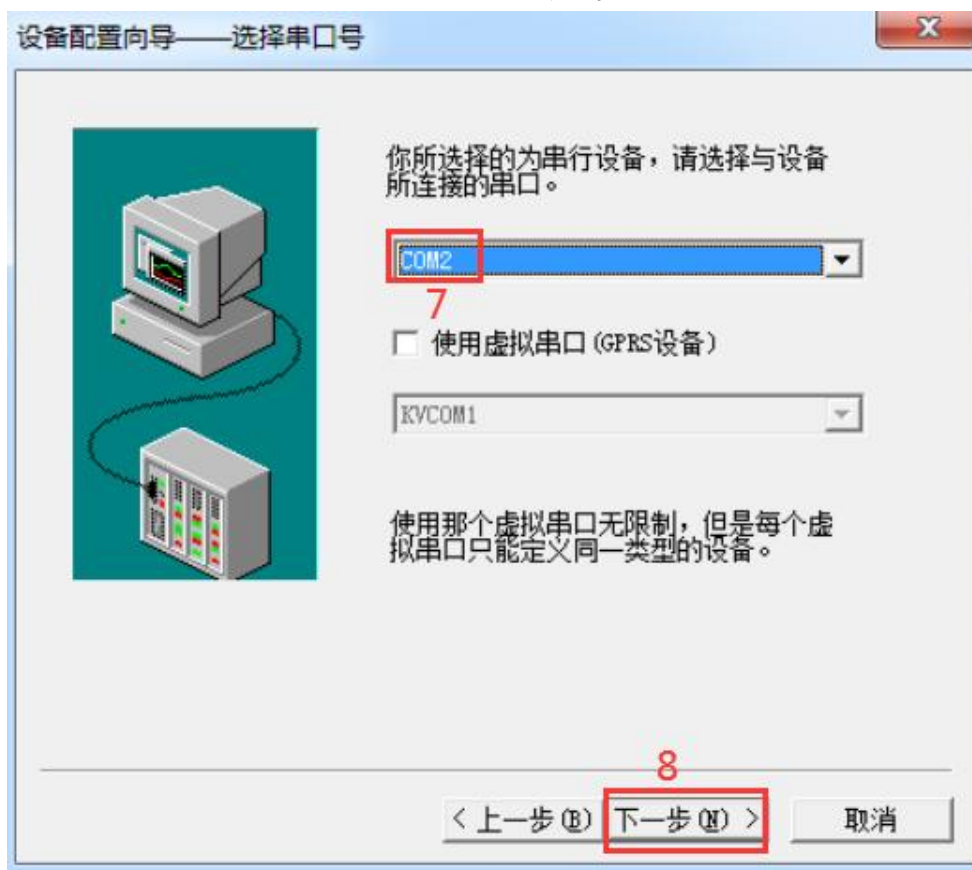 设备配置向导——选择串口号
你所选择的为串行设备，请选择与设备
所连接的串口。
COM2
7
使用虚拟串口(GPRS设备)
KVCOM1
使用那个虚拟串口无限制，但是每个虚
拟串口只能定义同一类型的设备。
8
<上一步(B) 下一步(N)> 取消